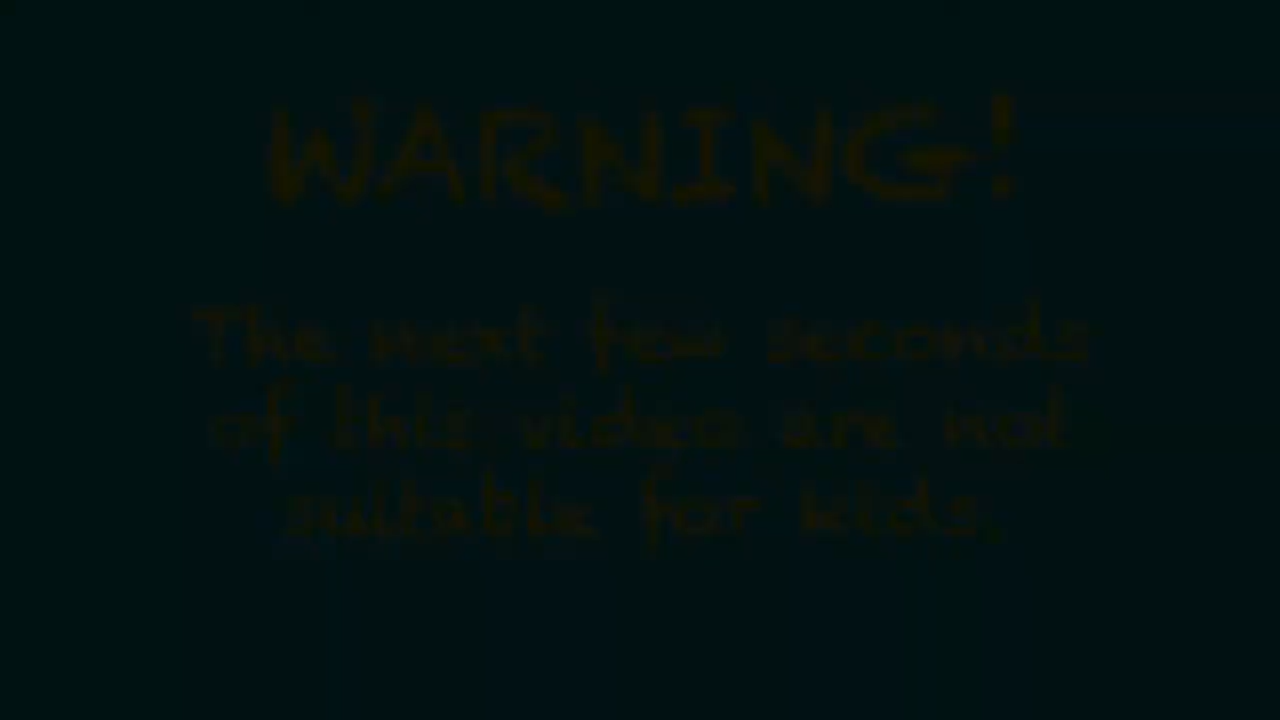 WARNING!
The next few seconds
of this video are not
suitable for kids.